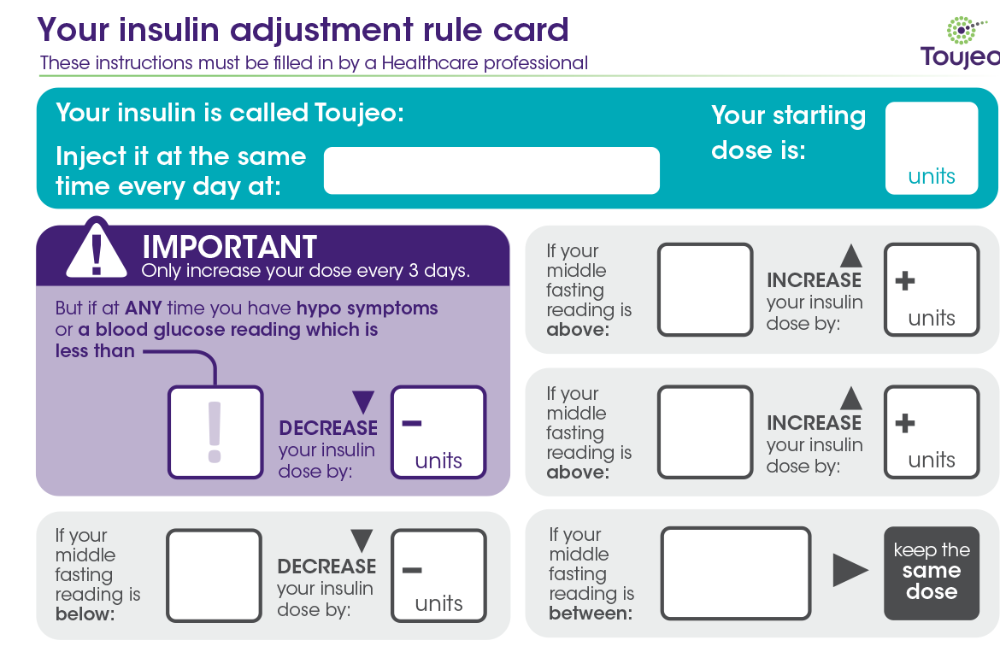 Your insulin adjustment rule card
These instructions must be filled in by a Healthcare professional
Toujeo
Your insulin is called Toujeo:
Inject it at the same
time every day at:
Your starting
dose is:
units
!
IMPORTANT
Only increase your dose every 3 days.
But if at ANY time you have hypo symptoms
or a blood glucose reading which is
less than
!
DECREASE
your insulin
dose by:
−
units
If your
middle
fasting
reading is
above:
INCREASE
your insulin
dose by:
+
units
If your
middle
fasting
reading is
above:
INCREASE
your insulin
dose by:
+
units
If your
middle
fasting
reading is
below:
DECREASE
your insulin
dose by:
−
units
If your
middle
fasting
reading is
between:
keep the
same
dose